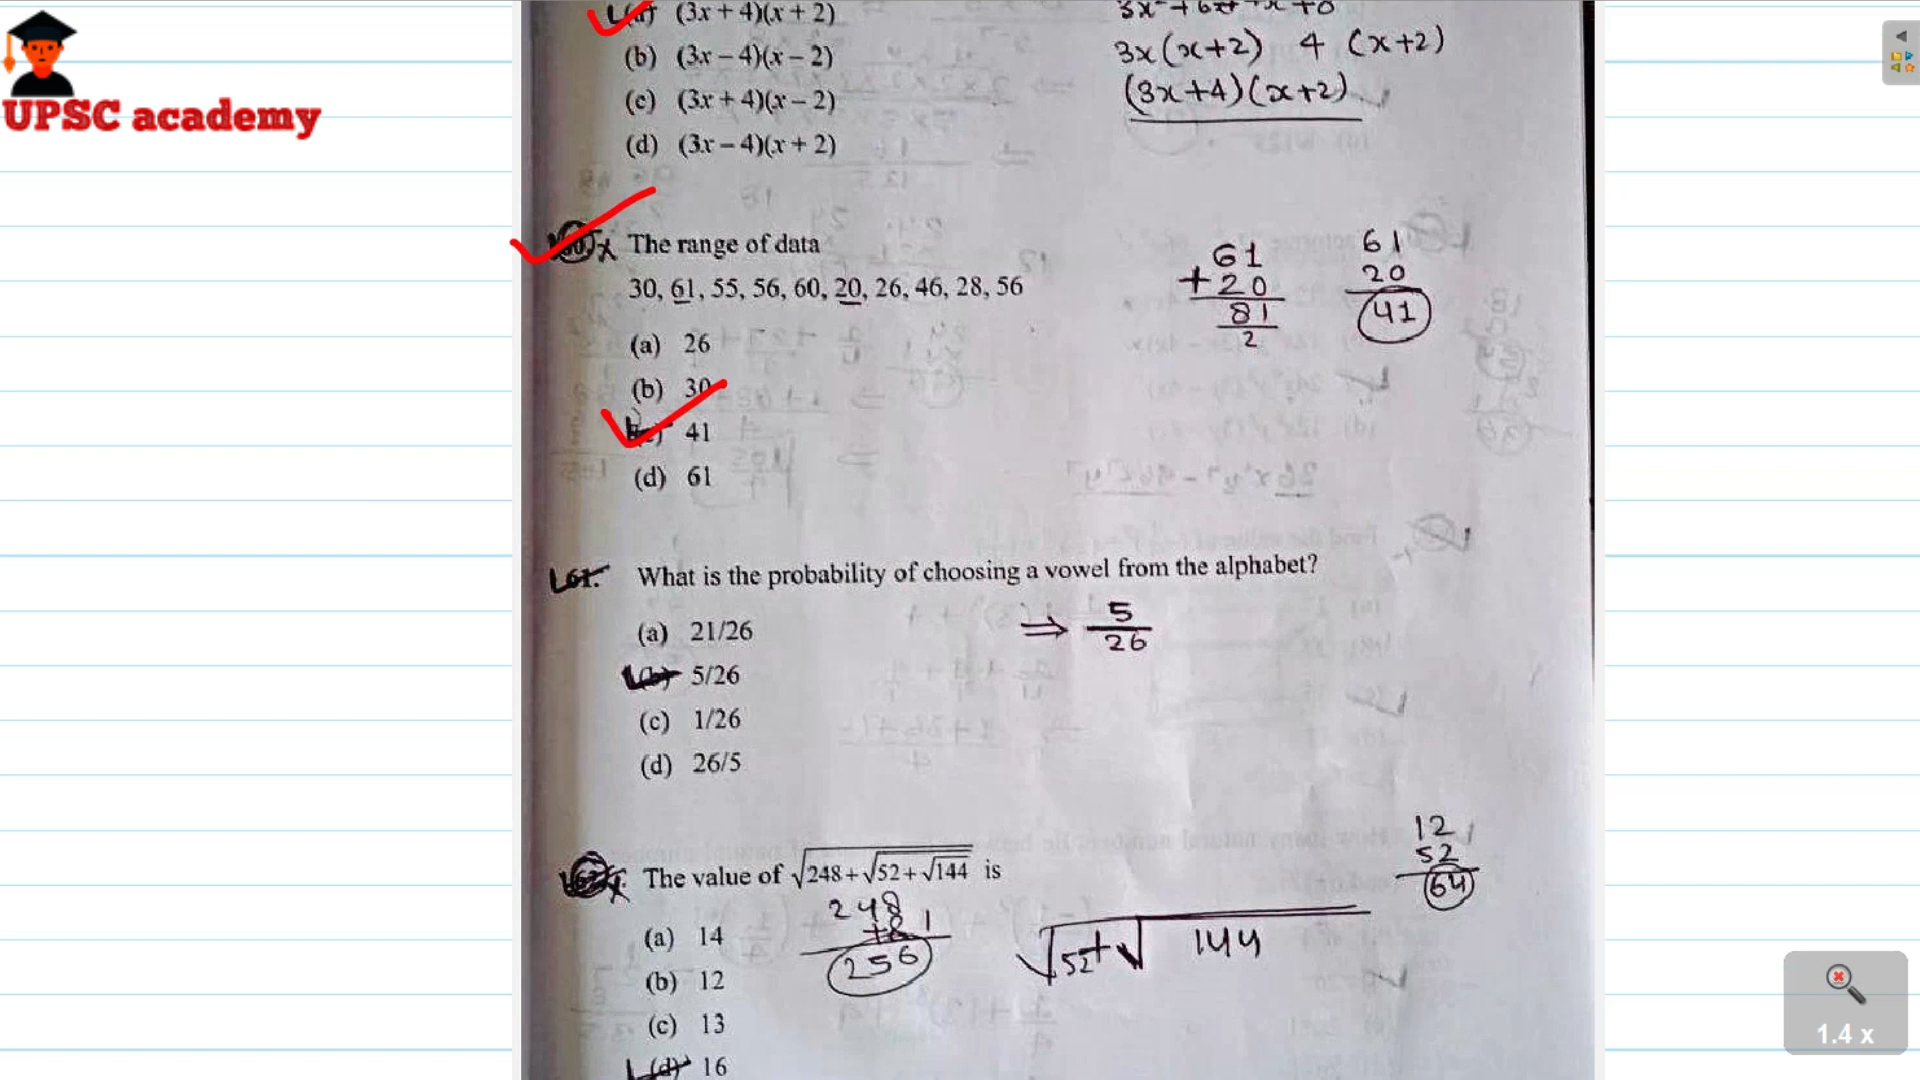 UPSC academy
(a) (3x + 4)(x + 2)
(b) (3x – 4)(x – 2)
(c) (3x + 4)(x – 2)
(d) (3x – 4)(x + 2)
3x(x+2) 4 (x+2)
(3x+4)(x+2)
The range of data
30, 61, 55, 56, 60, 20, 26, 46, 28, 56
(a) 26
(b) 30
41
(d) 61
61
+20
81
2
61
20
41
61. What is the probability of choosing a vowel from the alphabet?
(a) 21/26
(b) 5/26
(c) 1/26
(d) 26/5
⇒ 5
26
The value of √248 + √52 + √144 is
(a) 14
(b) 12
(c) 13
(d) 16
248
256
√52+√ 144
12
52
64
1.4 x